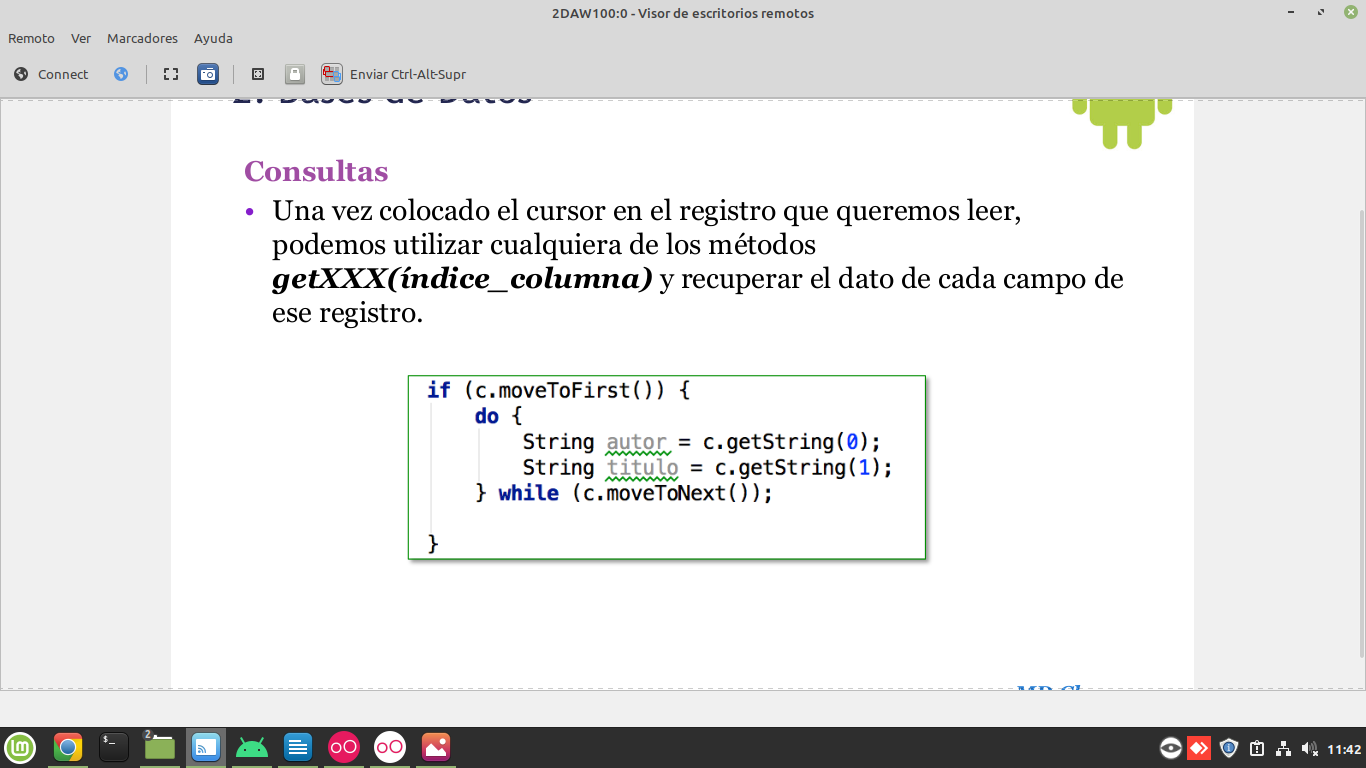 2DAW100:0 - Visor de escritorios remotos
Remoto Ver Marcadores Ayuda
Connect Enviar Ctrl-Alt-Supr
2. Bases de Datos
Consultas
• Una vez colocado el cursor en el registro que queremos leer,
podemos utilizar cualquiera de los métodos
getXXX(índice_columna) y recuperar el dato de cada campo de
ese registro.
if (c.moveToFirst()) {
do {
String autor = c.getString(0);
String titulo = c.getString(1);
} while (c.moveToNext());
}
2
11:42